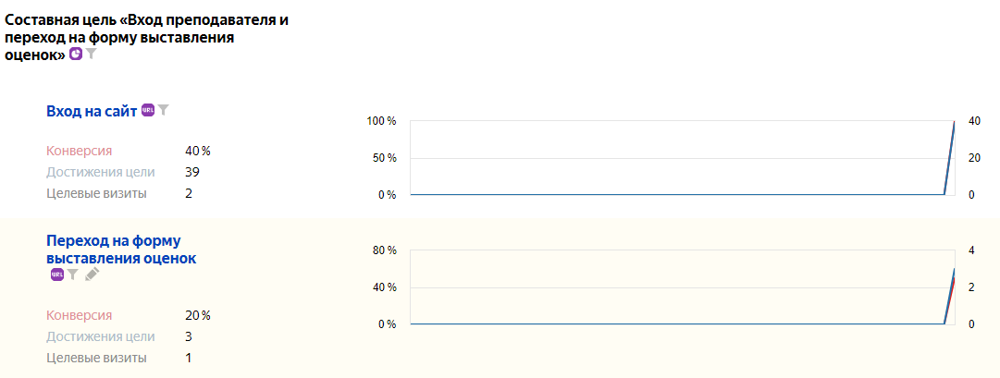 Составная цель «Вход преподавателя и
переход на форму выставления
оценок»
Вход на сайт URL
Конверсия 40 %
Достижения цели 39
Целевые визиты 2
100 % 40
50 % 20
0 % 0
Переход на форму
выставления оценок
URL
Конверсия 20 %
Достижения цели 3
Целевые визиты 1
80 % 4
40 % 2
0 % 0